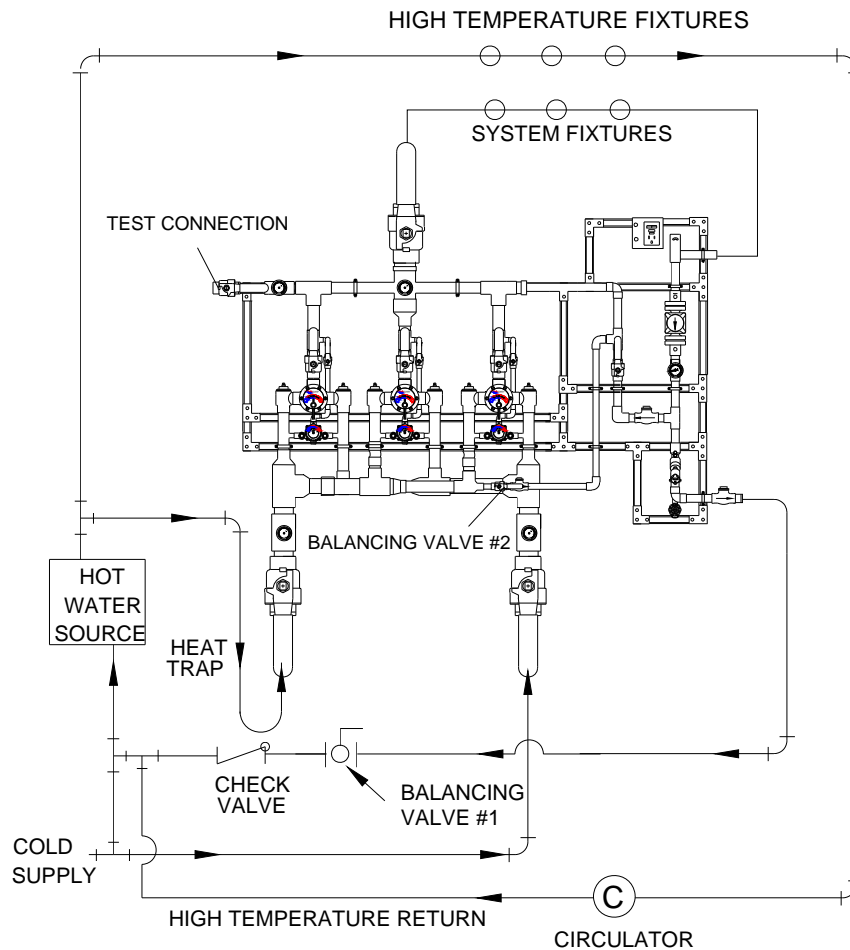 HIGH TEMPERATURE FIXTURES
SYSTEM FIXTURES
TEST CONNECTION
BALANCING VALVE #2
HOT
WATER
SOURCE
HEAT
TRAP
CHECK
VALVE
BALANCING
VALVE #1
COLD
SUPPLY
HIGH TEMPERATURE RETURN
C
CIRCULATOR